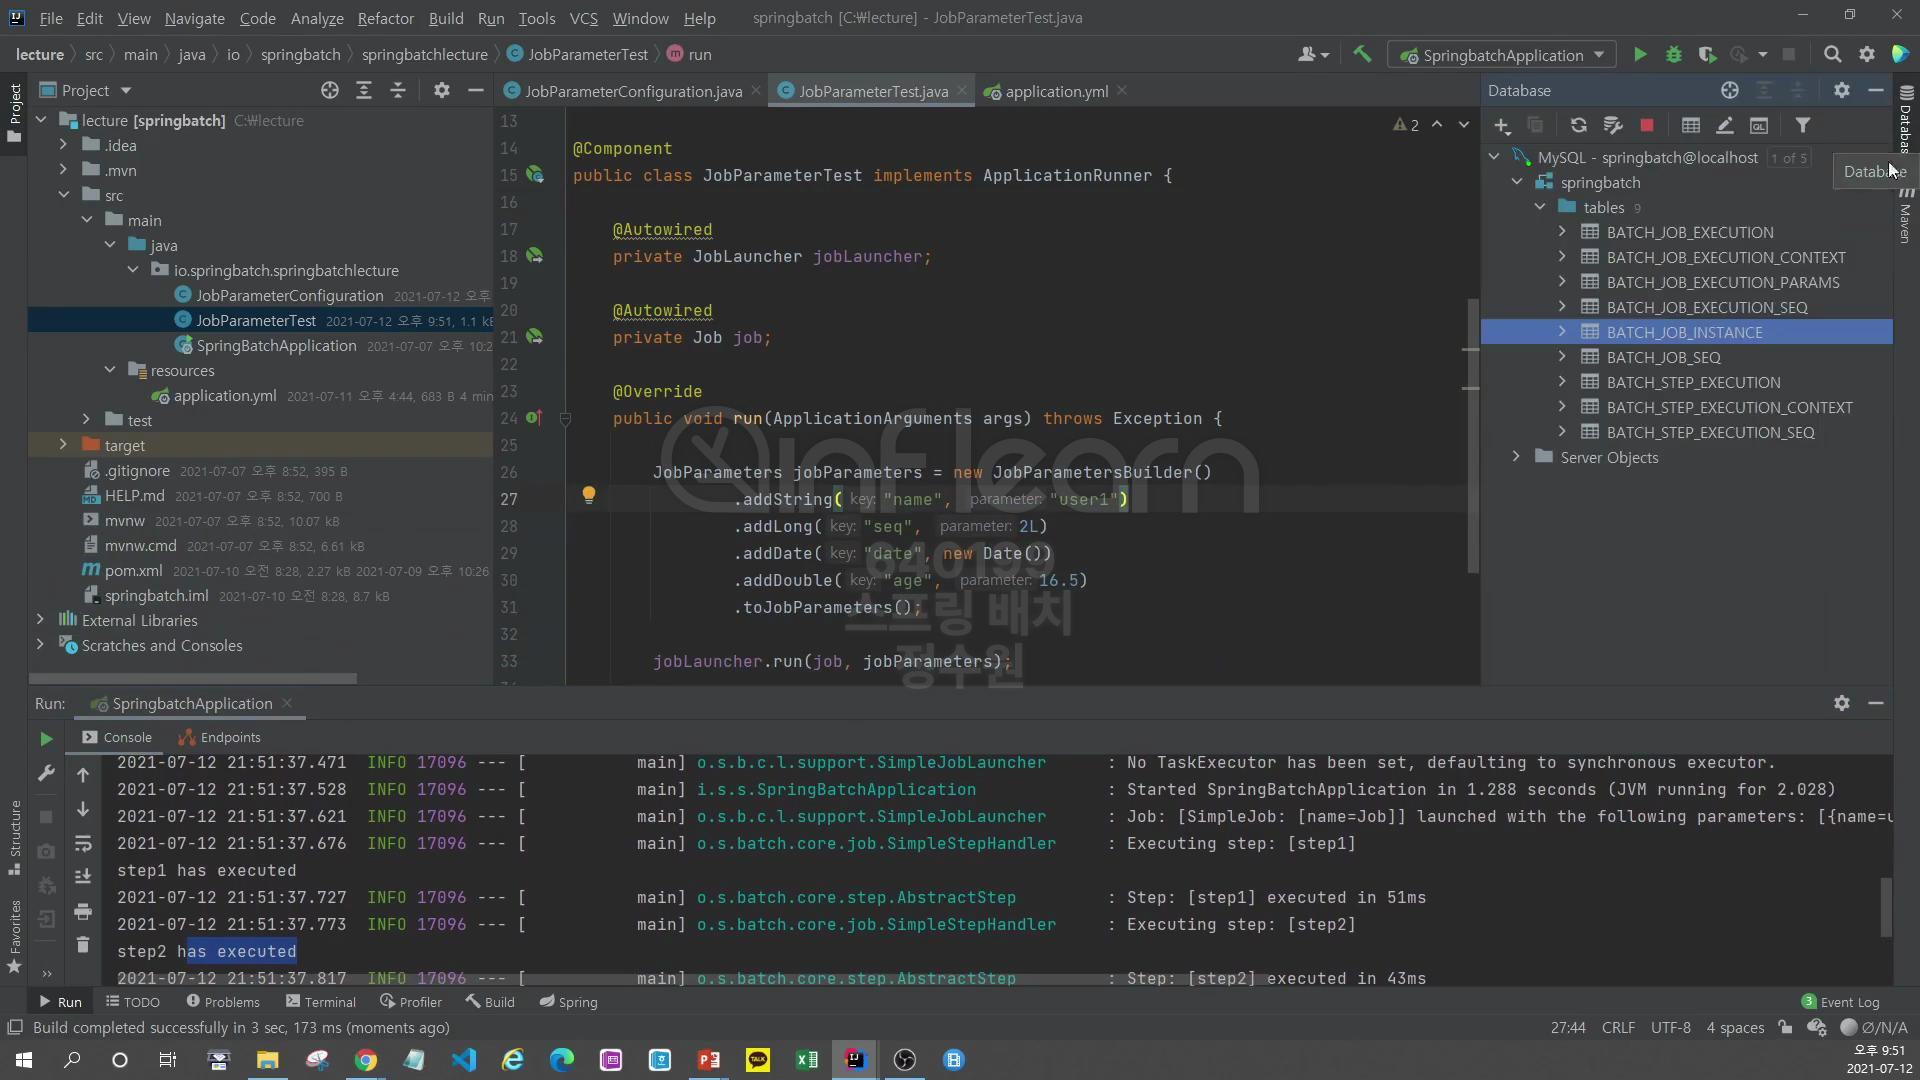 File Edit View Navigate Code Analyze Refactor Build Run Tools VCS Window Help springbatch [C:₩lecture] - JobParameterTest.java
lecture src main java io springbatch springbatchlecture JobParameterTest run
SpringbatchApplication
Project
JobParameterConfiguration.java JobParameterTest.java application.yml
lecture [springbatch] C:₩lecture
.idea
.mvn
src
main
java
io.springbatch.springbatchlecture
JobParameterConfiguration 2021-07-12 오후
JobParameterTest 2021-07-12 오후 9:51, 1.1 kB
SpringBatchApplication 2021-07-07 오후 10:2
resources
application.yml 2021-07-11 오후 4:44, 683 B 4 min
test
target
.gitignore 2021-07-07 오후 8:52, 395 B
HELP.md 2021-07-07 오후 8:52, 700 B
mvnw 2021-07-07 오후 8:52, 10.07 kB
mvnw.cmd 2021-07-07 오후 8:52, 6.61 kB
pom.xml 2021-07-10 오전 8:28, 2.27 kB 2021-07-09 오후 10:26
springbatch.iml 2021-07-10 오전 8:28, 8.7 kB
External Libraries
Scratches and Consoles
13
14 @Component
15 public class JobParameterTest implements ApplicationRunner {
16
17 @Autowired
18 private JobLauncher jobLauncher;
19
20 @Autowired
21 private Job job;
22
23 @Override
24 public void run(ApplicationArguments args) throws Exception {
25
26 JobParameters jobParameters = new JobParametersBuilder()
27 .addString( key: "name", parameter: "user1")
28 .addLong( key: "seq", parameter: 2L)
29 .addDate( key: "date", new Date())
30 .addDouble( key: "age", parameter: 16.5)
31 .toJobParameters();
32
33 jobLauncher.run(job, jobParameters);
2
inflearn
640199
스프링 배치
정수원
Database
MySQL - springbatch@localhost 1 of 5
springbatch
tables 9
BATCH_JOB_EXECUTION
BATCH_JOB_EXECUTION_CONTEXT
BATCH_JOB_EXECUTION_PARAMS
BATCH_JOB_EXECUTION_SEQ
BATCH_JOB_INSTANCE
BATCH_JOB_SEQ
BATCH_STEP_EXECUTION
BATCH_STEP_EXECUTION_CONTEXT
BATCH_STEP_EXECUTION_SEQ
Server Objects
Database
Database
Maven
Project
Structure
Favorites
Run: SpringbatchApplication
Console Endpoints
2021-07-12 21:51:37.471 INFO 17096 --- [ main] o.s.b.c.l.support.SimpleJobLauncher : No TaskExecutor has been set, defaulting to synchronous executor.
2021-07-12 21:51:37.528 INFO 17096 --- [ main] i.s.s.SpringBatchApplication : Started SpringBatchApplication in 1.288 seconds (JVM running for 2.028)
2021-07-12 21:51:37.621 INFO 17096 --- [ main] o.s.b.c.l.support.SimpleJobLauncher : Job: [SimpleJob: [name=Job]] launched with the following parameters: [{name=u
2021-07-12 21:51:37.676 INFO 17096 --- [ main] o.s.batch.core.job.SimpleStepHandler : Executing step: [step1]
step1 has executed
2021-07-12 21:51:37.727 INFO 17096 --- [ main] o.s.batch.core.step.AbstractStep : Step: [step1] executed in 51ms
2021-07-12 21:51:37.773 INFO 17096 --- [ main] o.s.batch.core.job.SimpleStepHandler : Executing step: [step2]
step2 has executed
2021-07-12 21:51:37.817 INFO 17096 --- [ main] o.s.batch.core.step.AbstractStep : Step: [step2] executed in 43ms
Run TODO Problems Terminal Profiler Build Spring 3 Event Log
Build completed successfully in 3 sec, 173 ms (moments ago) 27:44 CRLF UTF-8 4 spaces Ø/N/A
TALK
오후 9:51
2021-07-12